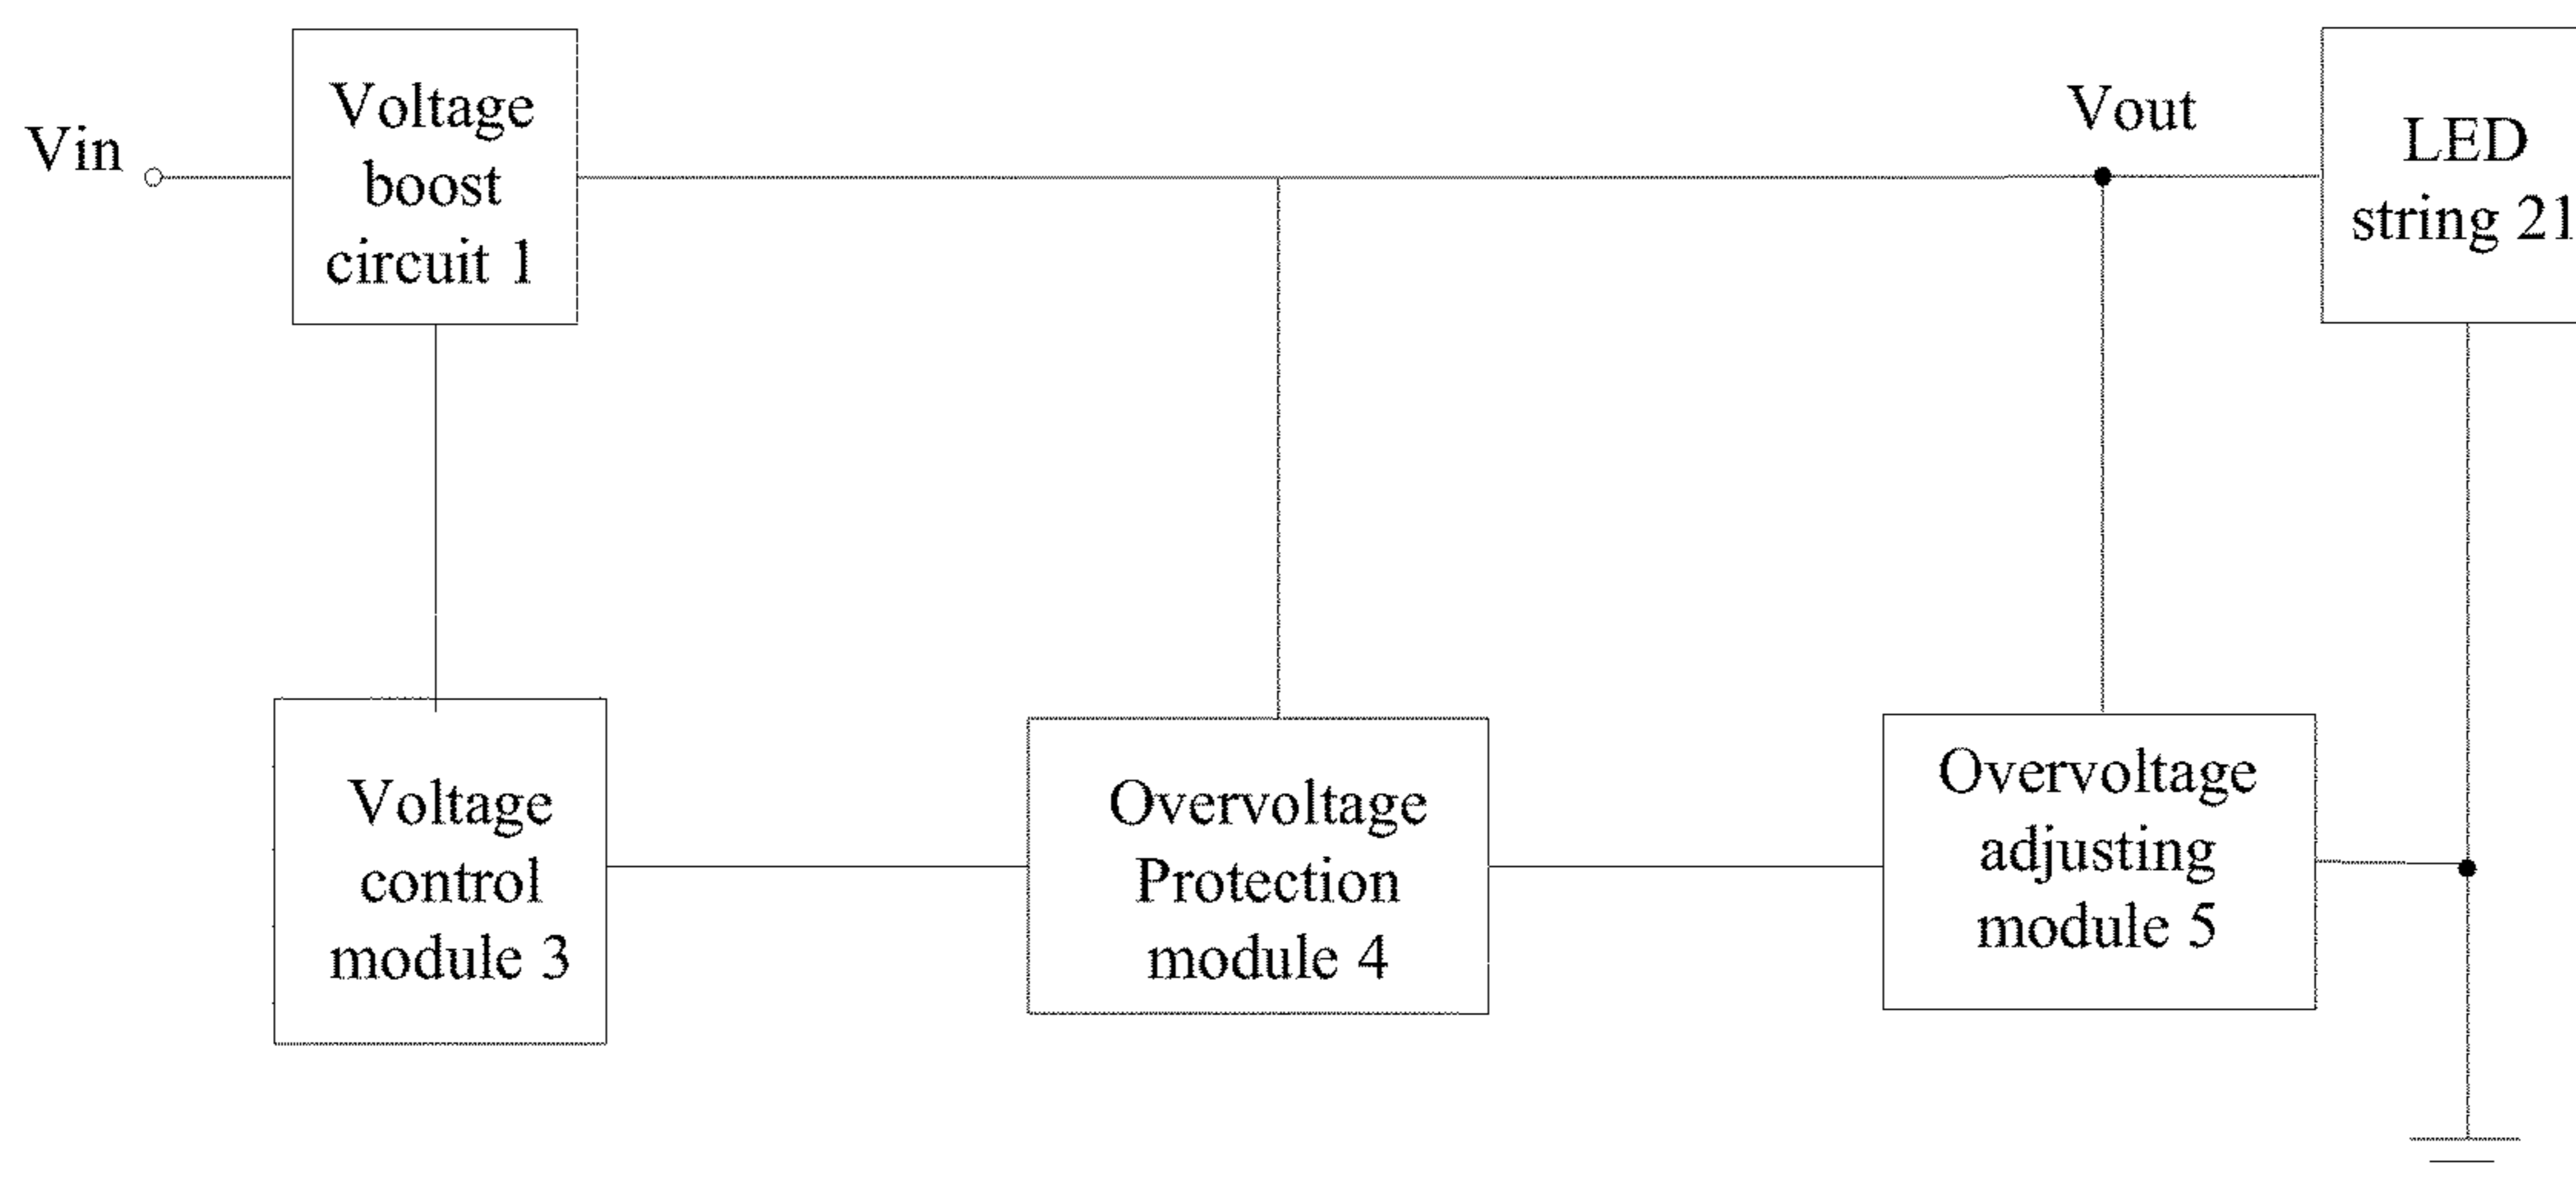 Vin
Voltage
boost
circuit 1
Vout
LED
string 21
Voltage
control
module 3
Overvoltage
Protection
module 4
Overvoltage
adjusting
module 5